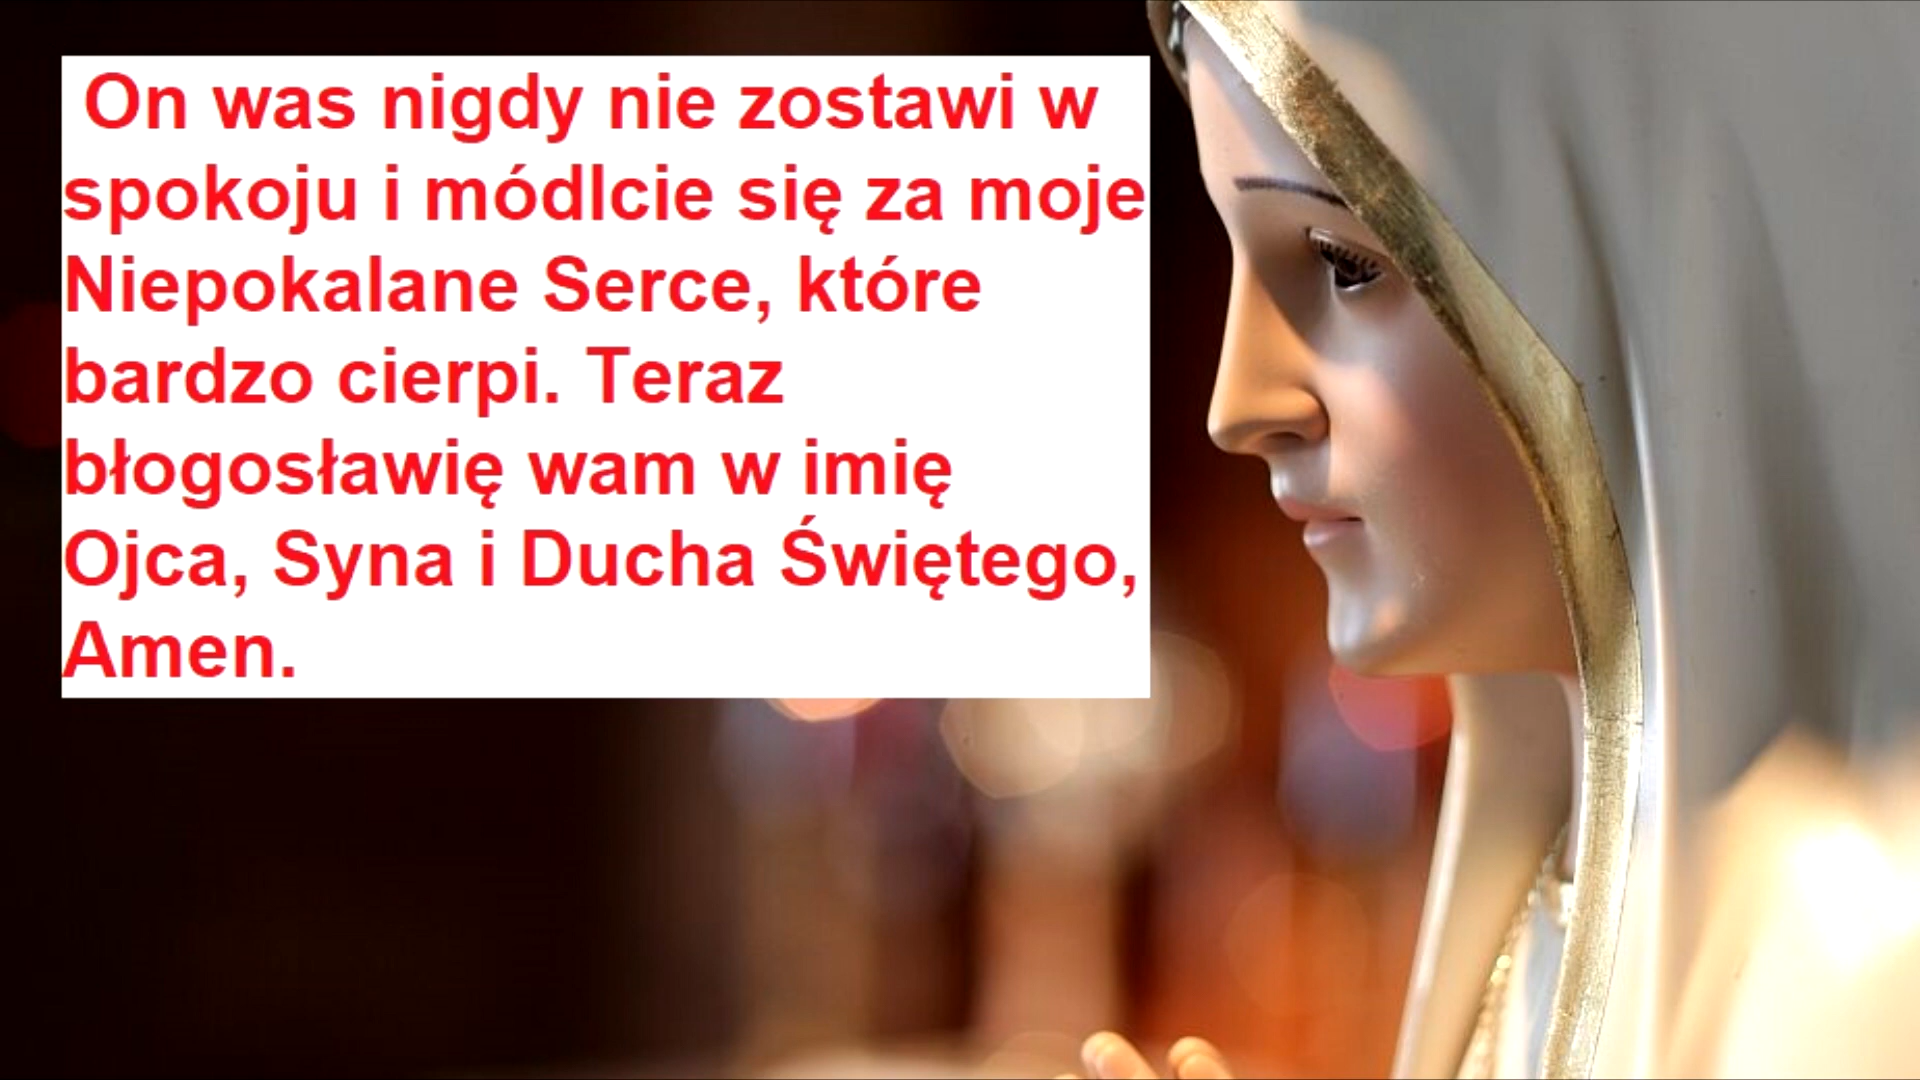 On was nigdy nie zostawi w
spokoju i módlcie się za moje
Niepokalane Serce, które
bardzo cierpi. Teraz
błogosławię wam w imię
Ojca, Syna i Ducha Świętego,
Amen.